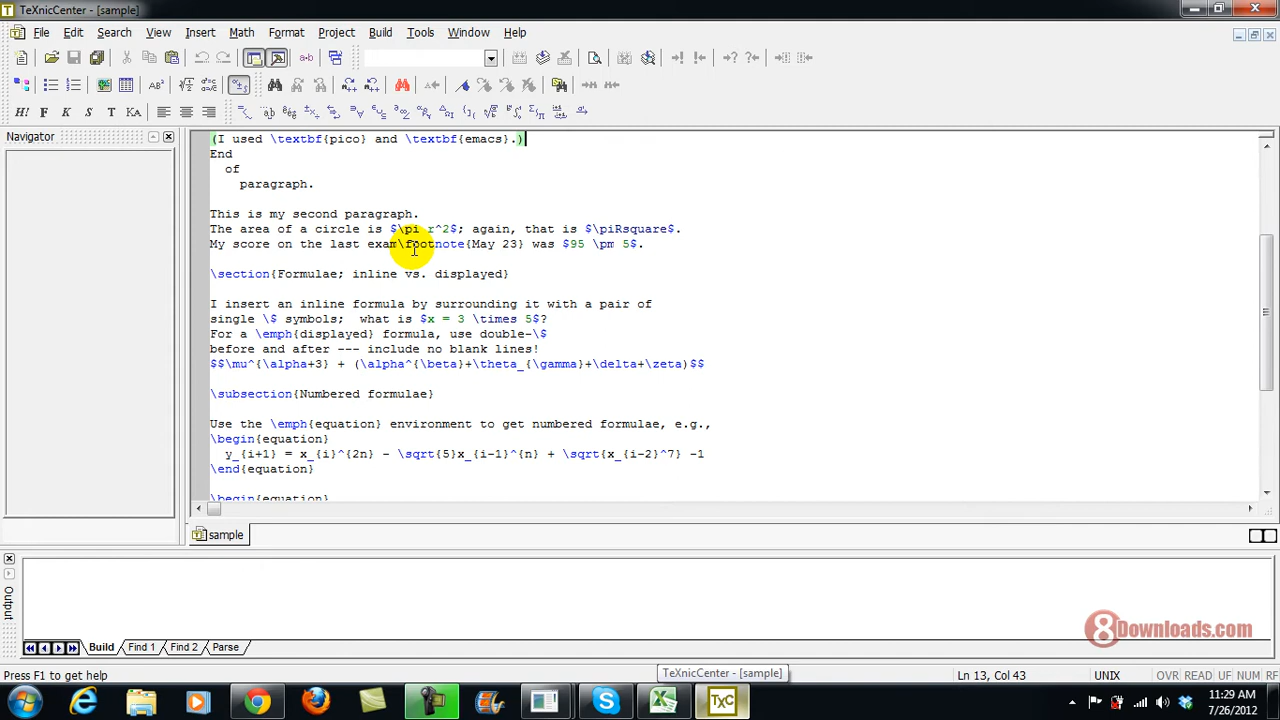 TeXnicCenter - [sample]
File Edit Search View Insert Math Format Project Build Tools Window Help
H! F K S T KA
Navigator
(I used \textbf{pico} and \textbf{emacs}.)
End
of
paragraph.
This is my second paragraph.
The area of a circle is $\pi r^2$; again, that is $\piRsquare$.
My score on the last exam\footnote{May 23} was $95 \pm 5$.
\section{Formulae; inline vs. displayed}
I insert an inline formula by surrounding it with a pair of
single \$ symbols; what is $x = 3 \times 5$?
For a \emph{displayed} formula, use double-\$
before and after --- include no blank lines!
$$\mu^{\alpha+3} + (\alpha^{\beta}+\theta_{\gamma}+\delta+\zeta)$$
\subsection{Numbered formulae}
Use the \emph{equation} environment to get numbered formulae, e.g.,
\begin{equation}
y_{i+1} = x_{i}^{2n} - \sqrt{5}x_{i-1}^{n} + \sqrt{x_{i-2}^7} -1
\end{equation}
\begin{equation}
sample
Output
8Downloads.com
Build Find 1 Find 2 Parse
TeXnicCenter - [sample]
Press F1 to get help
Ln 13, Col 43 UNIX OVR READ UF NUM RF
TXC
11:29 AM
7/26/2012